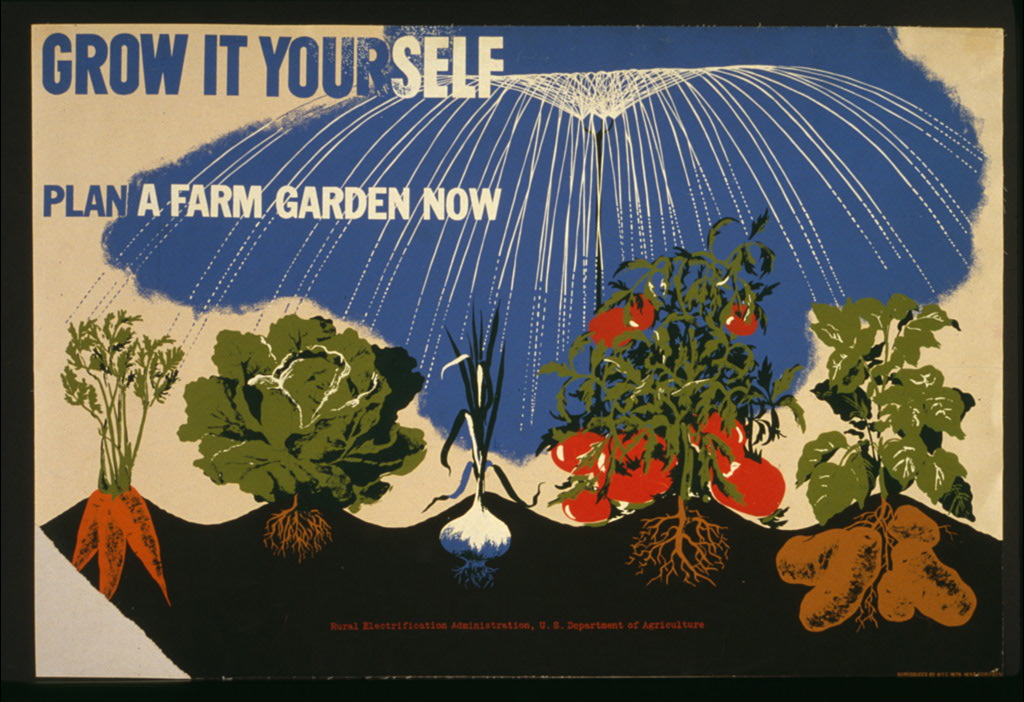 GROW IT YOURSELF
PLAN A FARM GARDEN NOW
Rural Electrification Administration, U. S. Department of Agriculture